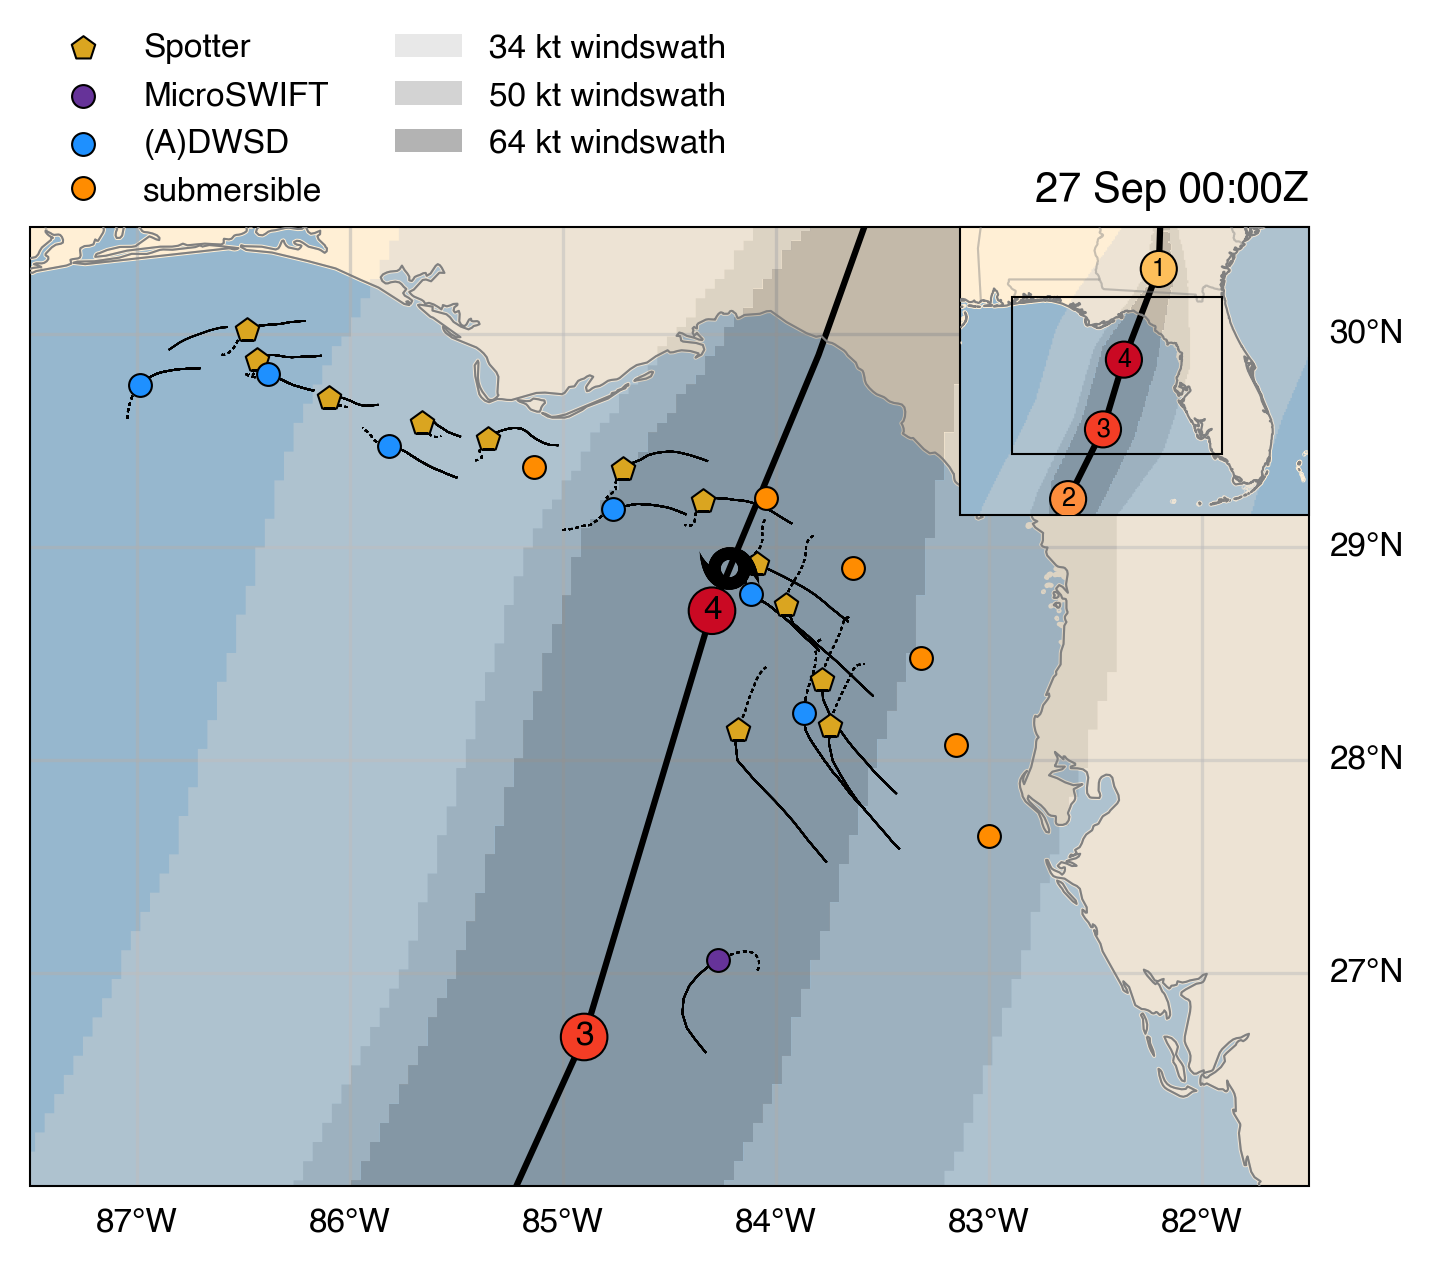 Spotter
MicroSWIFT
(A)DWSD
submersible
34 kt windswath
50 kt windswath
64 kt windswath
27 Sep 00:00Z
1
4
3
2
4
3
30°N
29°N
28°N
27°N
87°W
86°W
85°W
84°W
83°W
82°W